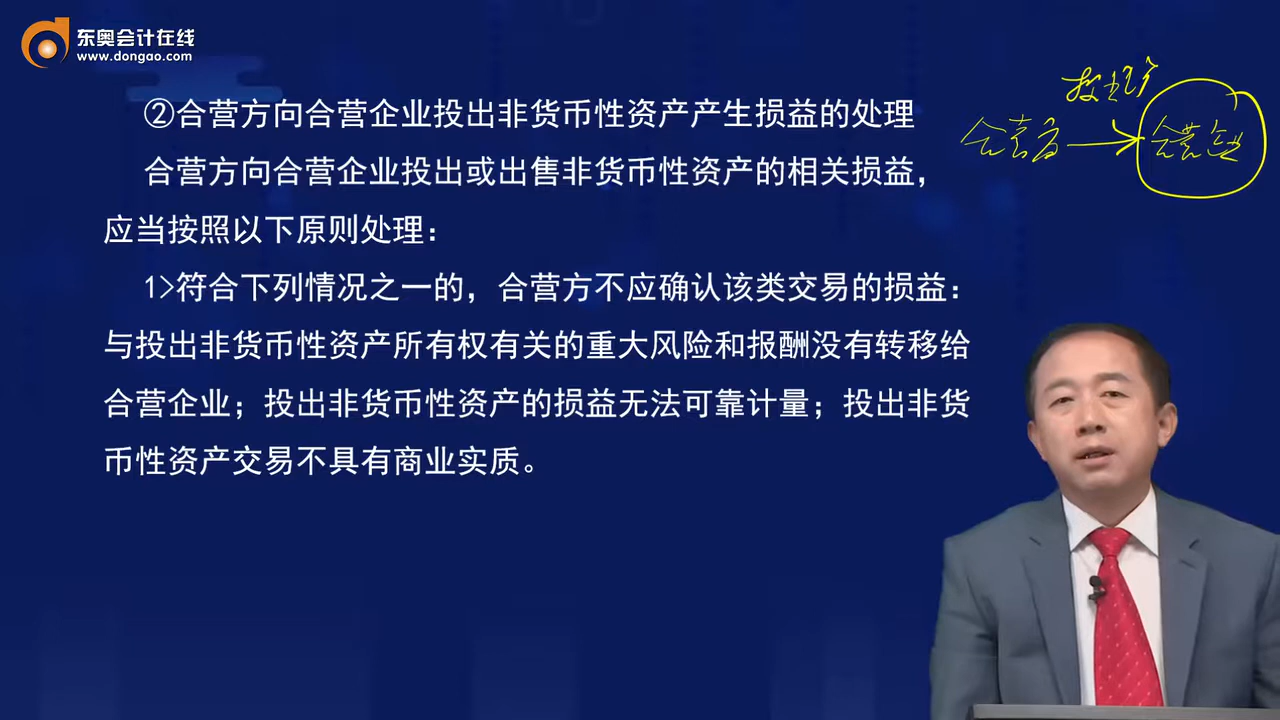 东奥会计在线
www.dongao.com
②合营方向合营企业投出非货币性资产产生损益的处理
合营方向合营企业投出或出售非货币性资产的相关损益，
应当按照以下原则处理：
1>符合下列情况之一的，合营方不应确认该类交易的损益：
与投出非货币性资产所有权有关的重大风险和报酬没有转移给
合营企业；投出非货币性资产的损益无法可靠计量；投出非货
币性资产交易不具有商业实质。
合营方
合营企业